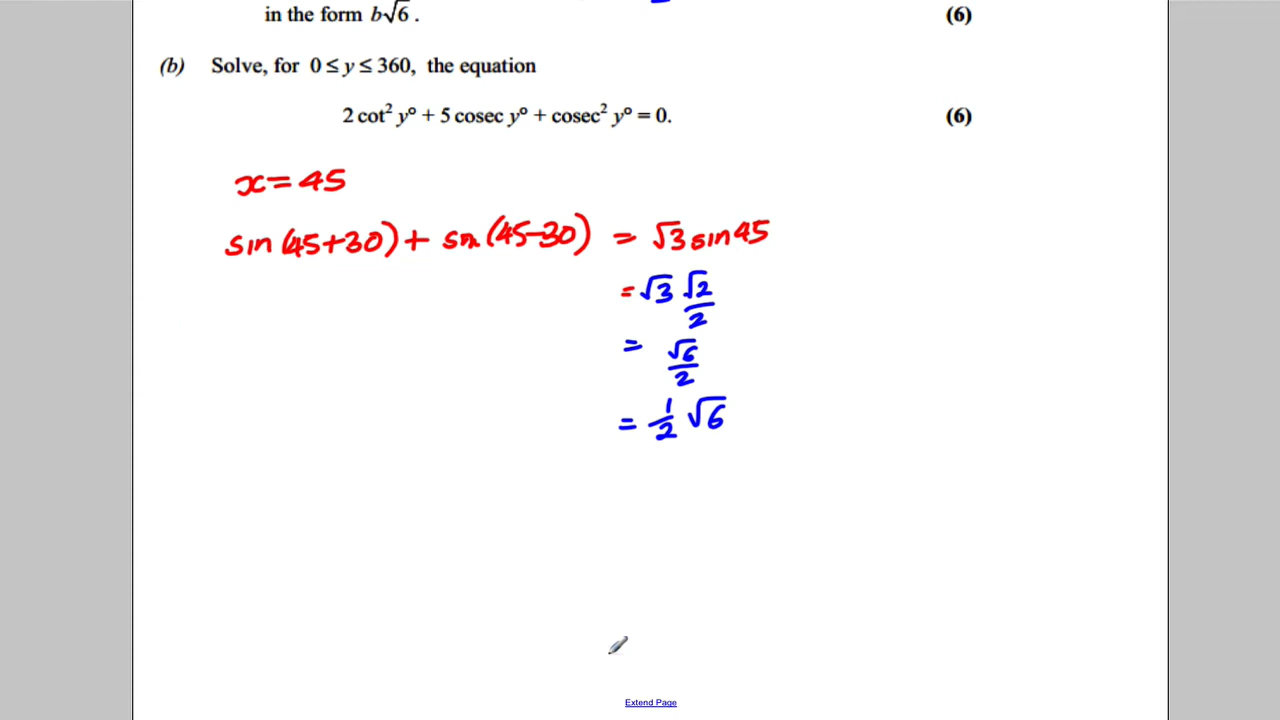 in the form b√6 . (6)
(b) Solve, for 0 ≤ y ≤ 360, the equation
2 cot² y° + 5 cosec y° + cosec² y° = 0. (6)
x = 45
sin (45+30) + sin (45-30) = √3 sin 45
= √3 √2/2
= √6/2
= 1/2 √6
Extend Page